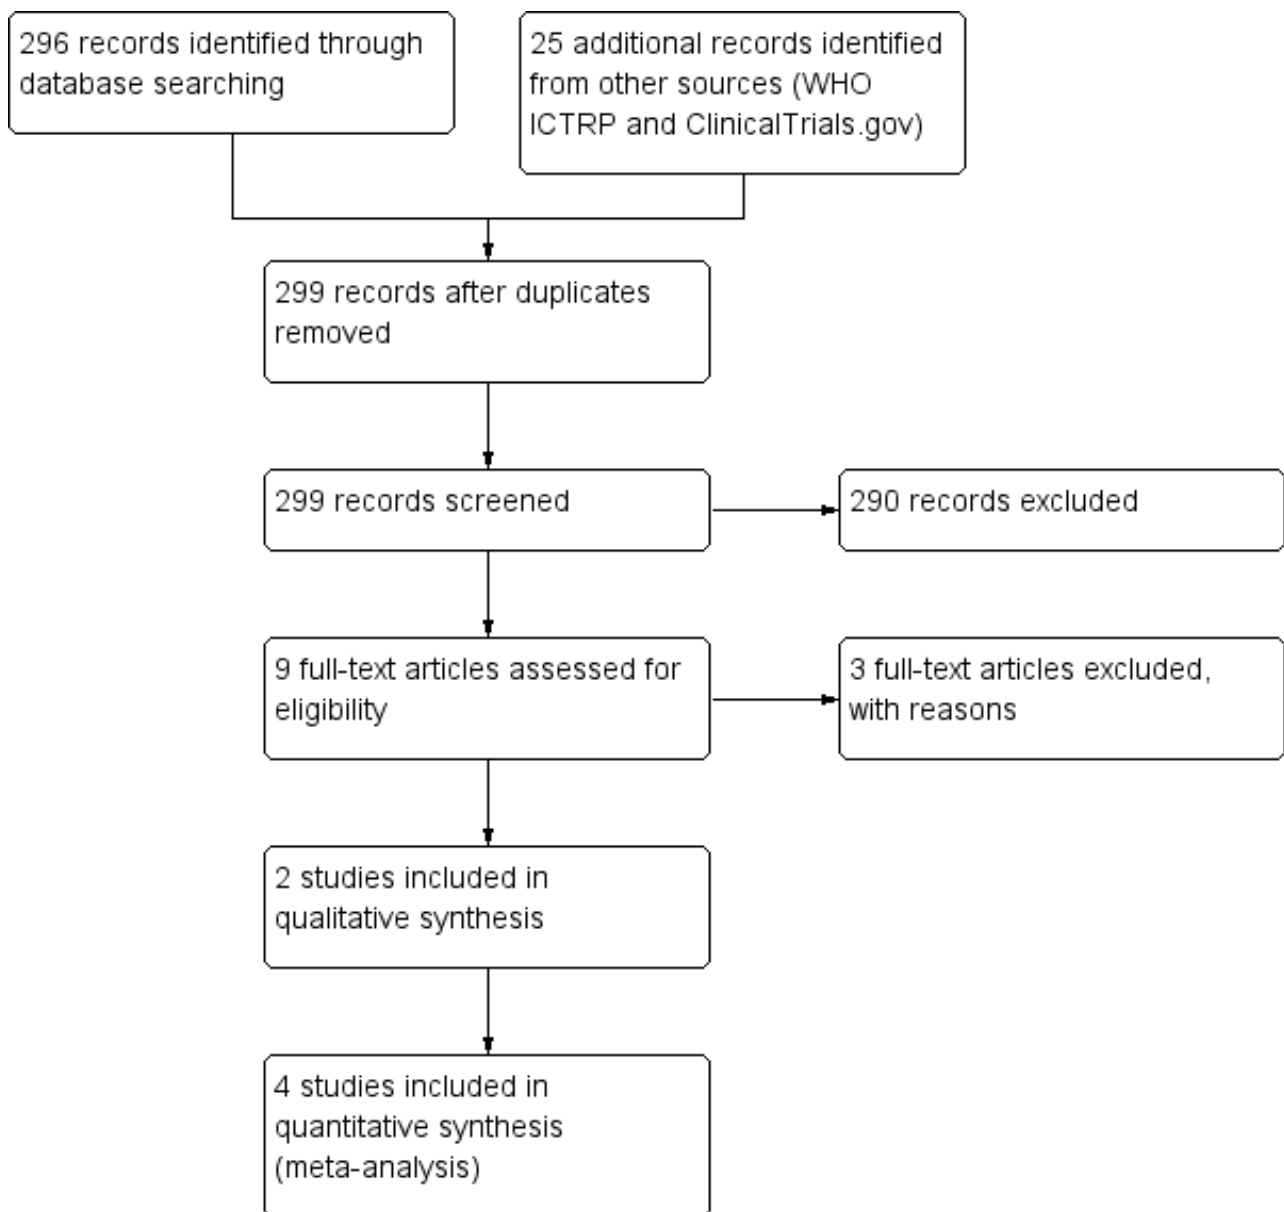 296 records identified through
database searching
25 additional records identified
from other sources (WHO
ICTRP and ClinicalTrials.gov)
299 records after duplicates
removed
299 records screened
290 records excluded
9 full-text articles assessed for
eligibility
3 full-text articles excluded,
with reasons
2 studies included in
qualitative synthesis
4 studies included in
quantitative synthesis
(meta-analysis)